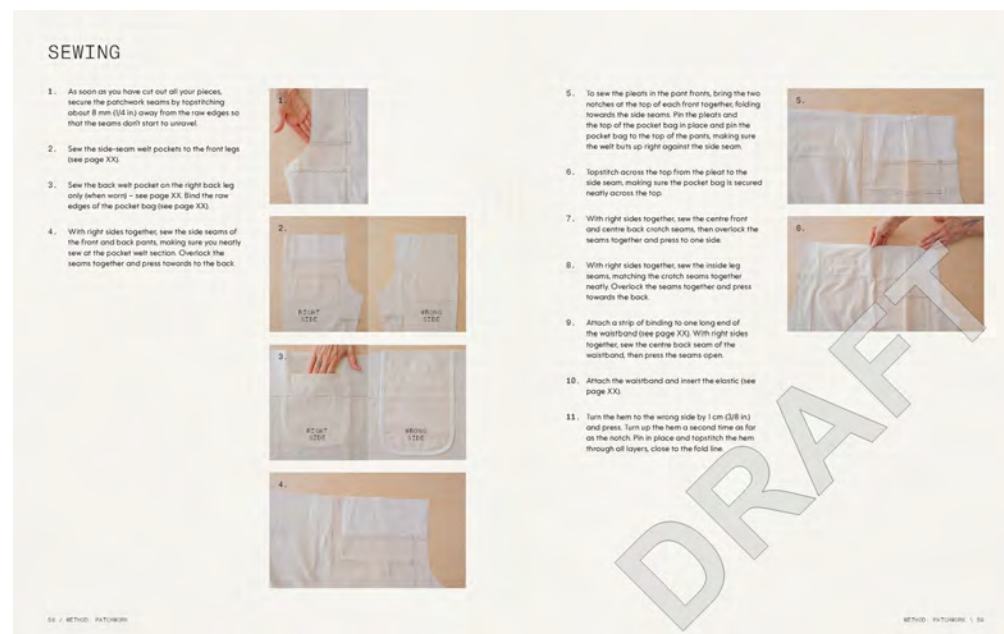 SEWING
1. As soon as you have cut out all your pieces,
secure the patchwork seams by topstitching
about 8 mm (1/4 in) away from the raw edges so
that the seams don't start to unravel.
2. Sew the side-seam welt pockets to the front legs
(see page XX).
3. Sew the back welt pocket on the right back leg
only (when worn) – see page XX. Bind the raw
edges of the pocket bag (see page XX).
4. With right sides together, sew the side seams of
the front and back pants, making sure you neatly
sew at the pocket welt section. Overlock the
seams together and press towards to the back.
1.
2.
RIGHT
SIDE
WRONG
SIDE
3.
RIGHT
SIDE
WRONG
SIDE
4.
5. To sew the pleats in the pant fronts, bring the two
notches at the top of each front together, folding
towards the side seams. Pin the pleats and
the top of the pocket bag in place and pin the
pocket bag to the top of the pants, making sure
the welt buts up right against the side seam.
6. Topstitch across the top from the pleat to the
side seam, making sure the pocket bag is secured
neatly across the top.
7. With right sides together, sew the centre front
and centre back crotch seams, then overlock the
seams together and press to one side.
8. With right sides together, sew the inside leg
seams, matching the crotch seams together
neatly. Overlock the seams together and press
towards the back.
9. Attach a strip of binding to one long end of
the waistband (see page XX). With right sides
together, sew the centre back seam of the
waistband, then press the seams open.
10. Attach the waistband and insert the elastic (see
page XX).
11. Turn the hem to the wrong side by 1 cm (3/8 in)
and press. Turn up the hem a second time as far
as the notch. Pin in place and topstitch the hem
through all layers, close to the fold line.
5.
6.
DRAFT
METHOD: PATCHWORK
METHOD: PATCHWORK